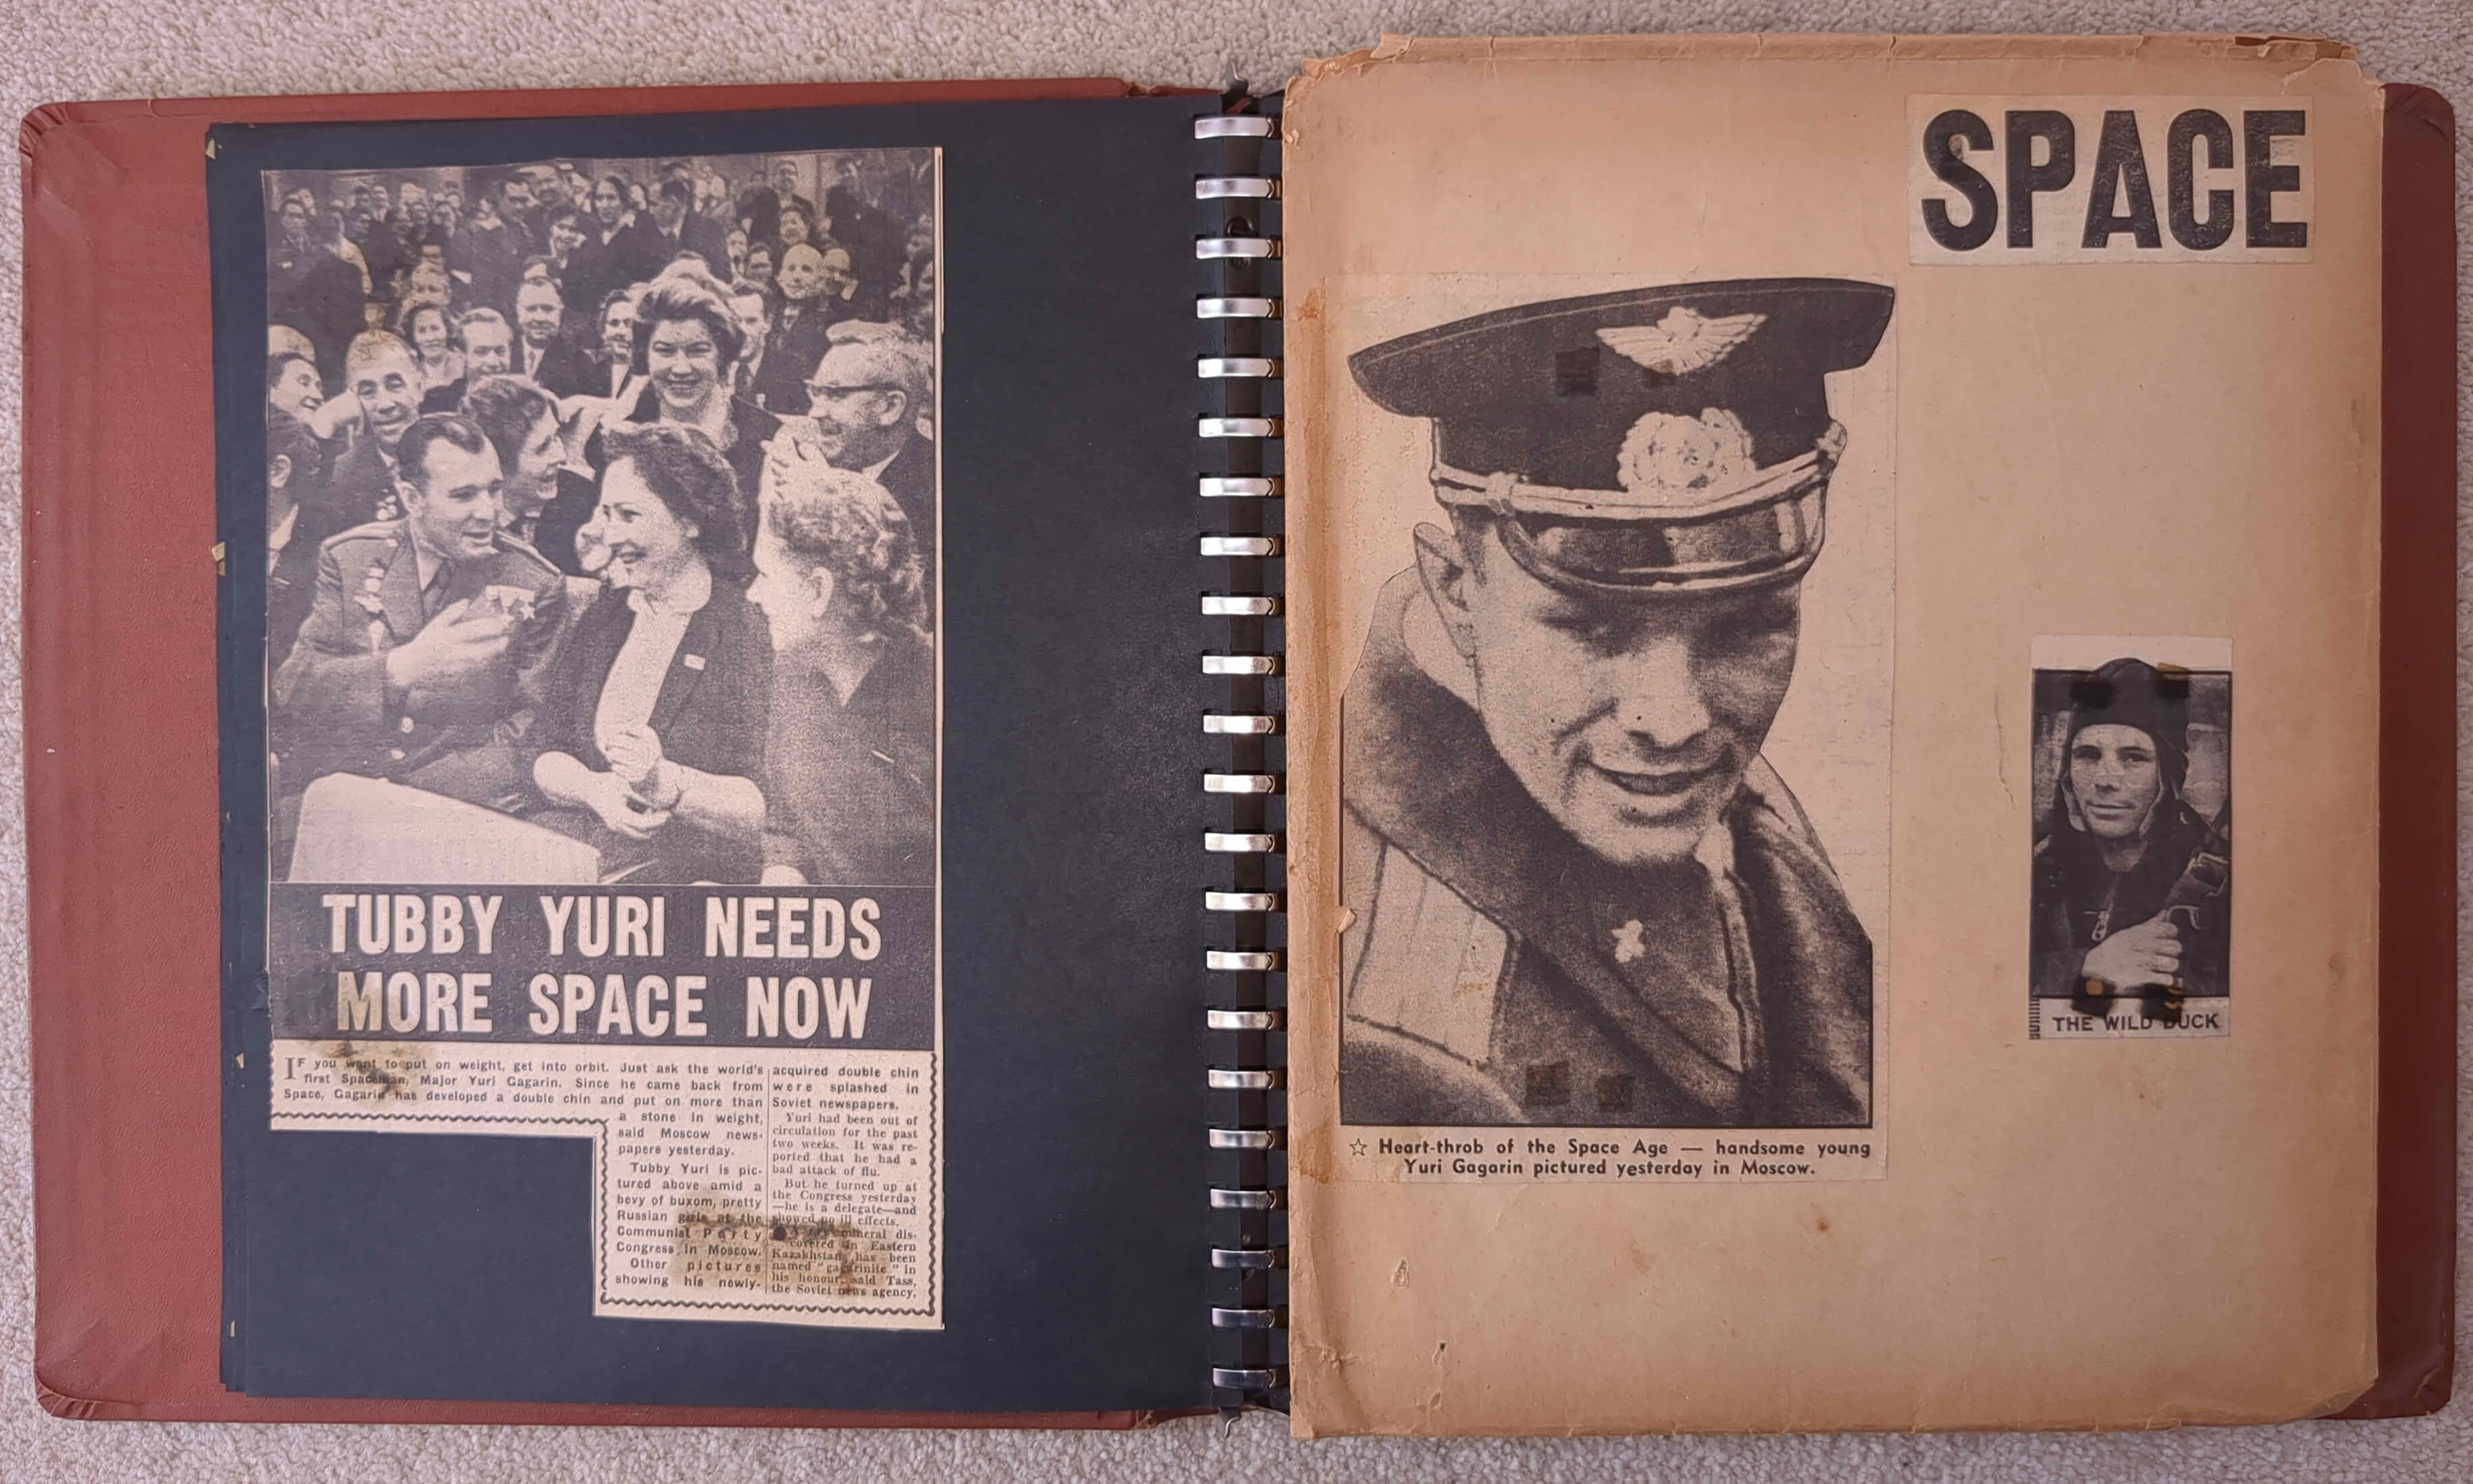 TUBBY YURI NEEDS
MORE SPACE NOW
IF you want to put on weight, get into orbit. Just ask the world's
first Spaceman, Major Yuri Gagarin. Since he came back from
Space, Gagarin has developed a double chin and put on more than
a stone in weight,
said Moscow news-
papers yesterday.
Tubby Yuri is pic-
tured above amid a
bevy of buxom, pretty
Russian girls at the
Communist Party
Congress in Moscow.
Other pictures
showing his newly-
acquired double chin
were splashed in
Soviet newspapers.
Yuri had been out of
circulation for the past
two weeks. It was re-
ported that he had a
bad attack of flu.
But he turned up at
the Congress yesterday
—he is a delegate—and
showed no ill effects.
A new mineral dis-
covered in Eastern
Kazakhstan has been
named "gagarinite" in
his honour, said Tass,
the Soviet news agency.
SPACE
☆ Heart-throb of the Space Age — handsome young
Yuri Gagarin pictured yesterday in Moscow.
THE WILD DUCK